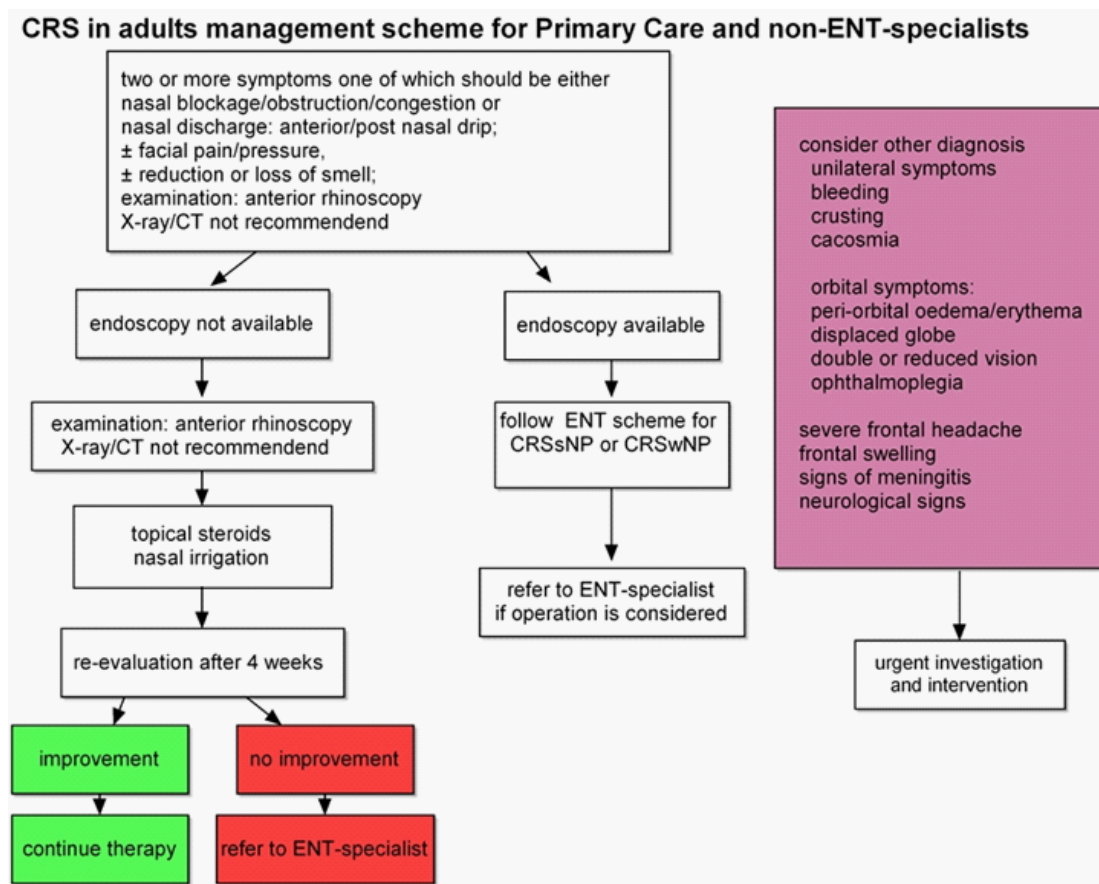 CRS in adults management scheme for Primary Care and non-ENT-specialists
two or more symptoms one of which should be either
nasal blockage/obstruction/congestion or
nasal discharge: anterior/post nasal drip;
± facial pain/pressure,
± reduction or loss of smell;
examination: anterior rhinoscopy
X-ray/CT not recommendend
endoscopy not available
examination: anterior rhinoscopy
X-ray/CT not recommendend
topical steroids
nasal irrigation
re-evaluation after 4 weeks
improvement
continue therapy
no improvement
refer to ENT-specialist
endoscopy available
follow ENT scheme for
CRSsNP or CRSwNP
refer to ENT-specialist
if operation is considered
consider other diagnosis
unilateral symptoms
bleeding
crusting
cacosmia
orbital symptoms:
peri-orbital oedema/erythema
displaced globe
double or reduced vision
ophthalmoplegia
severe frontal headache
frontal swelling
signs of meningitis
neurological signs
urgent investigation
and intervention